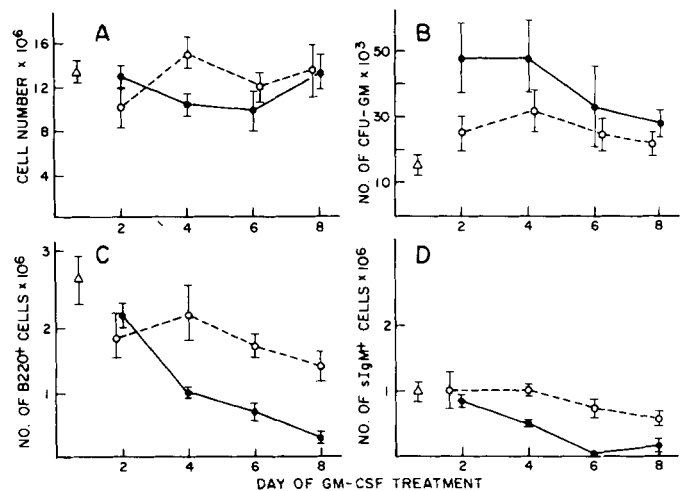 A
CELL NUMBER × 10⁶
16
12
8
4
2 4 6 8
B
NO. OF CFU-GM × 10³
50
30
10
2 4 6 8
C
NO. OF B220⁺ CELLS × 10⁶
3
2
1
2 4 6 8
D
NO. OF sIgM⁺ CELLS × 10⁶
2
1
2 4 6 8
DAY OF GM-CSF TREATMENT